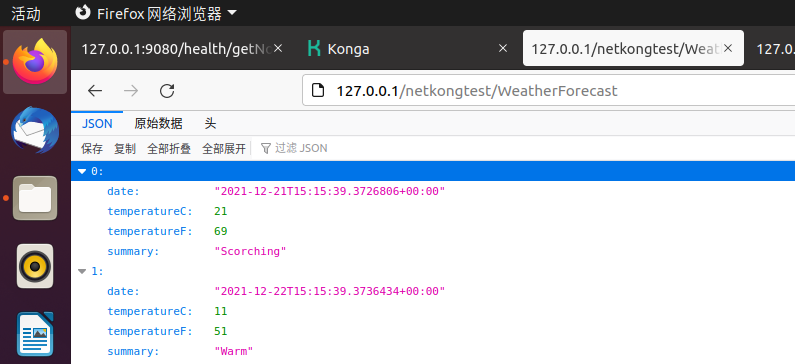 活动
Firefox 网络浏览器
127.0.0.1:9080/health/getNo
Konga
127.0.0.1/netkongtest/Weat
127.0.
127.0.0.1/netkongtest/WeatherForecast
JSON 原始数据 头
保存 复制 全部折叠 全部展开 过滤 JSON
0:
date: "2021-12-21T15:15:39.3726806+00:00"
temperatureC: 21
temperatureF: 69
summary: "Scorching"
1:
date: "2021-12-22T15:15:39.3736434+00:00"
temperatureC: 11
temperatureF: 51
summary: "Warm"